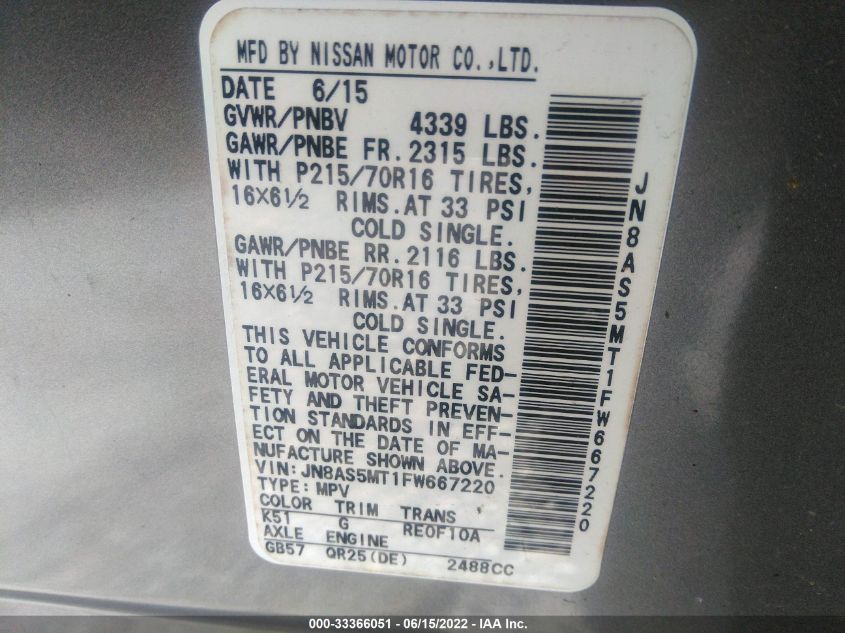 MFD BY NISSAN MOTOR CO.,LTD.
DATE 6/15
GVWR/PNBV 4339 LBS.
GAWR/PNBE FR. 2315 LBS.
WITH P215/70R16 TIRES,
16X6½ RIMS. AT 33 PSI
COLD SINGLE.
GAWR/PNBE RR. 2116 LBS.
WITH P215/70R16 TIRES,
16X6½ RIMS. AT 33 PSI
COLD SINGLE.
THIS VEHICLE CONFORMS
TO ALL APPLICABLE FED-
ERAL MOTOR VEHICLE SA-
FETY AND THEFT PREVEN-
TION STANDARDS IN EFF-
ECT ON THE DATE OF MA-
NUFACTURE SHOWN ABOVE.
VIN: JN8AS5MT1FW667220
TYPE: MPV
COLOR TRIM TRANS
K51 G RE0F10A
AXLE ENGINE
GB57 QR25(DE) 2488CC
JN8AS5MT1FW667220
000-33366051 - 06/15/2022 - IAA Inc.